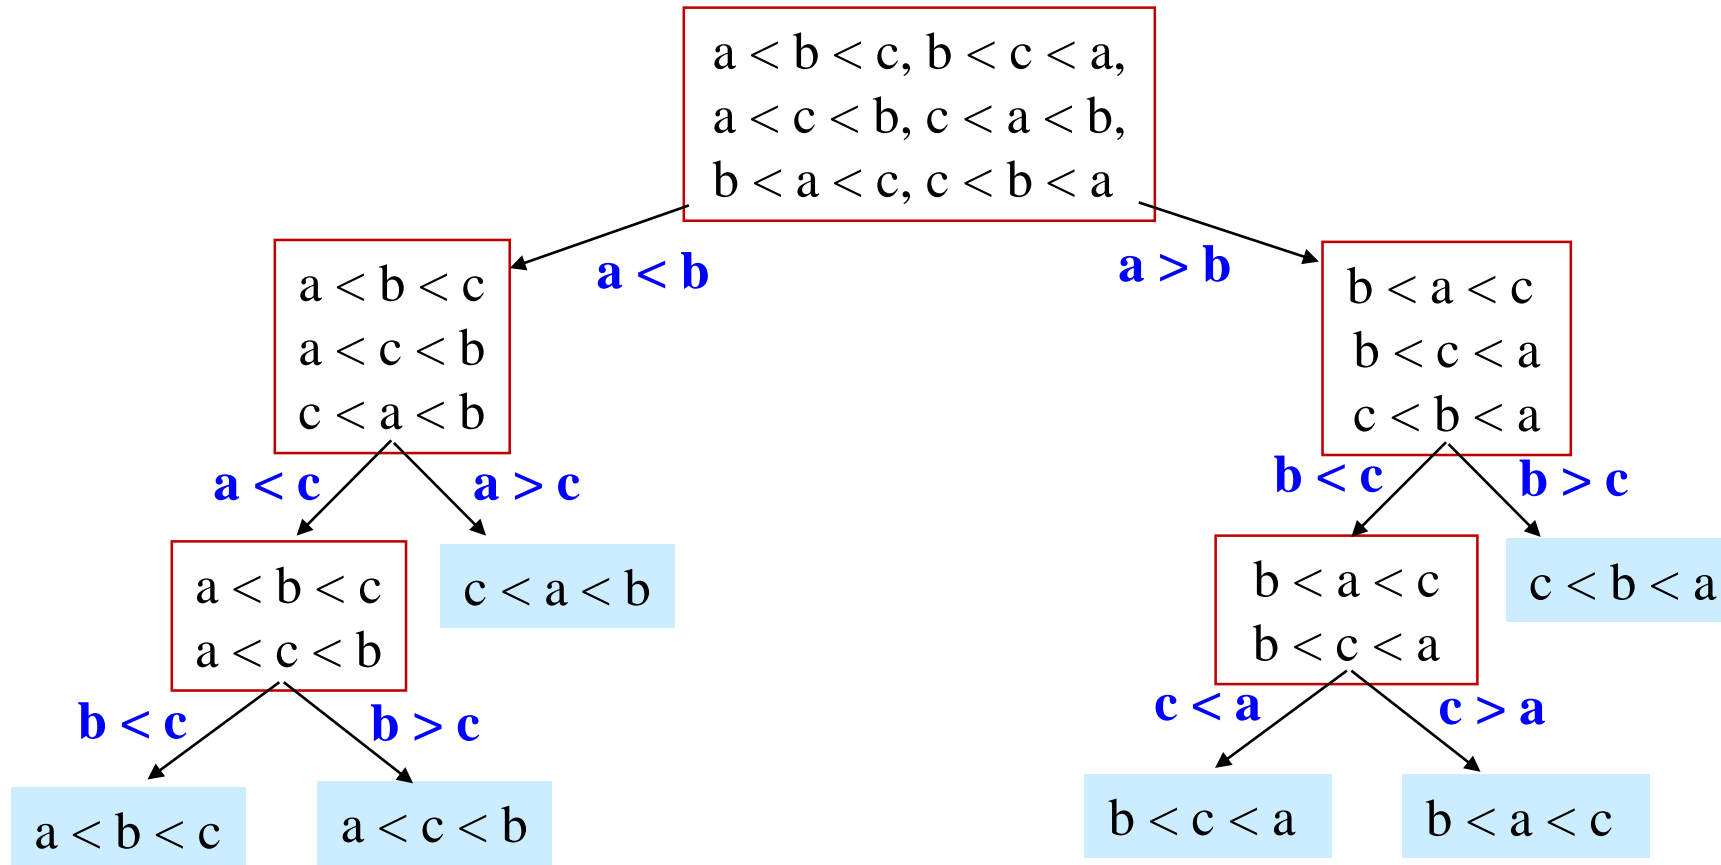 a < b < c, b < c < a,
a < c < b, c < a < b,
b < a < c, c < b < a
a < b
a > b
a < b < c
a < c < b
c < a < b
b < a < c
b < c < a
c < b < a
a < c
a > c
b < c
b > c
a < b < c
a < c < b
c < a < b
b < a < c
b < c < a
c < b < a
b < c
b > c
c < a
c > a
a < b < c
a < c < b
b < c < a
b < a < c